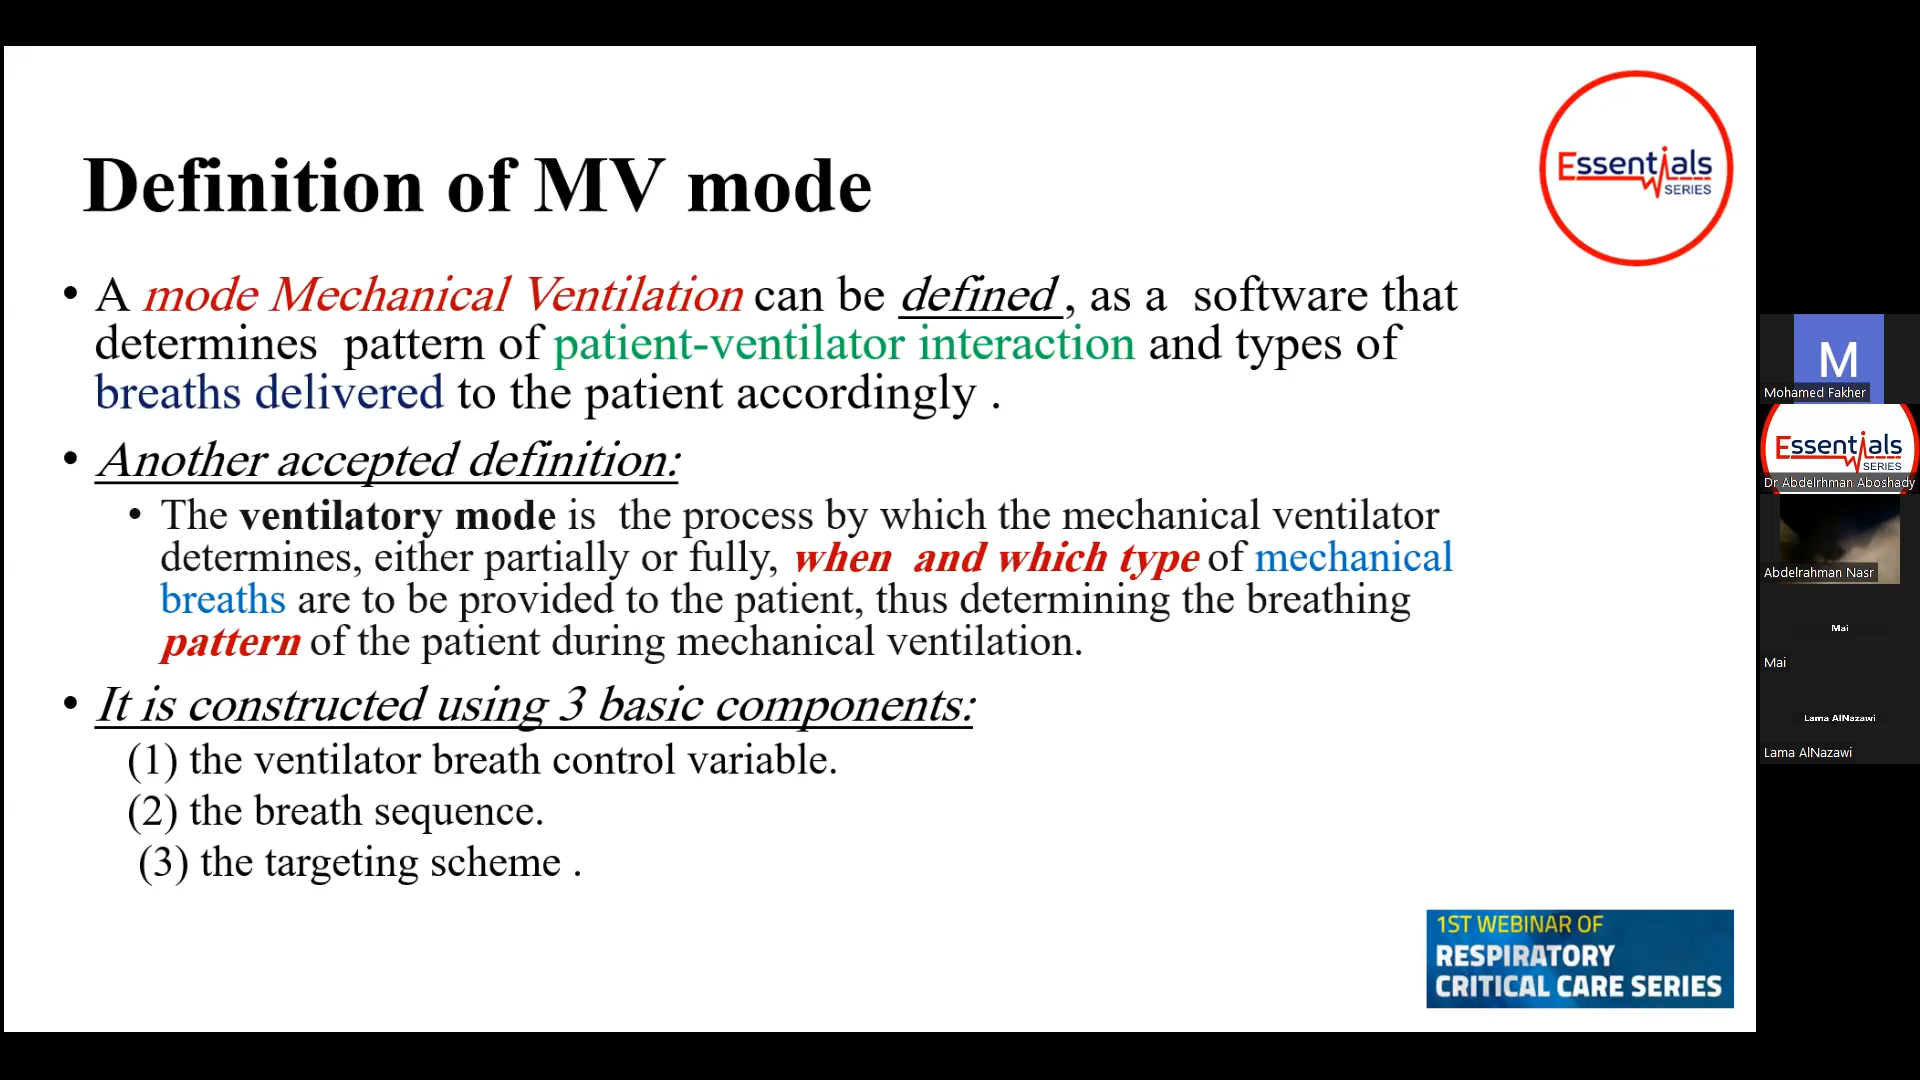 Definition of MV mode
Essentials
SERIES
• A mode Mechanical Ventilation can be defined , as a software that
determines pattern of patient-ventilator interaction and types of
breaths delivered to the patient accordingly .
• Another accepted definition:
• The ventilatory mode is the process by which the mechanical ventilator
determines, either partially or fully, when and which type of mechanical
breaths are to be provided to the patient, thus determining the breathing
pattern of the patient during mechanical ventilation.
• It is constructed using 3 basic components:
(1) the ventilator breath control variable.
(2) the breath sequence.
(3) the targeting scheme .
1ST WEBINAR OF
RESPIRATORY
CRITICAL CARE SERIES
M
Mohamed Fakher
Essentials
SERIES
Dr Abdelrhman Aboshady
Abdelrahman Nasr
Mai
Mai
Lama AlNazawi
Lama AlNazawi